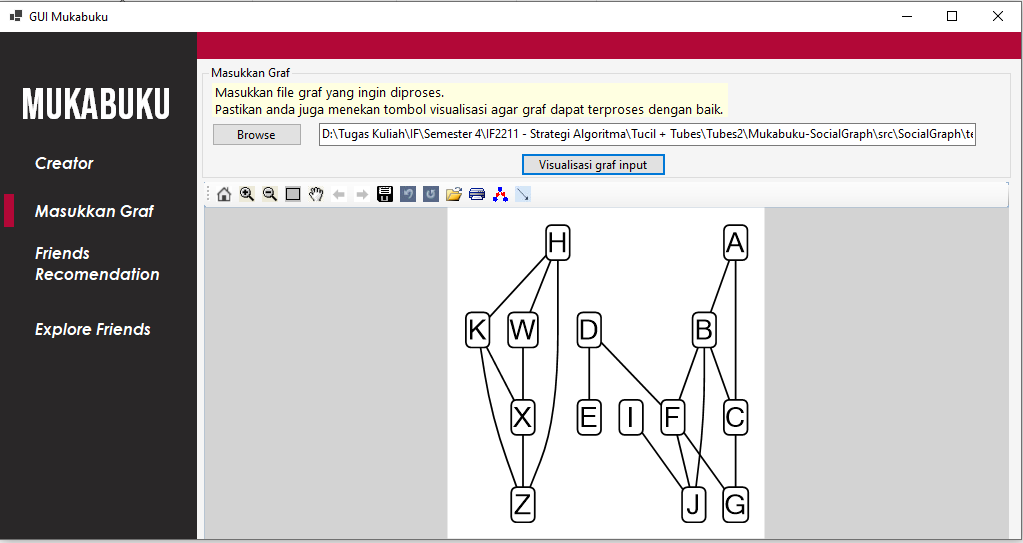 GUI Mukabuku
MUKABUKU
Creator
Masukkan Graf
Friends
Recomendation
Explore Friends
Masukkan Graf
Masukkan file graf yang ingin diproses.
Pastikan anda juga menekan tombol visualisasi agar graf dapat terproses dengan baik.
Browse
D:\Tugas Kuliah\IF\Semester 4\IF2211 - Strategi Algoritma\Tucil + Tubes\Tubes2\Mukabuku-SocialGraph\src\SocialGraph\te
Visualisasi graf input
H A
K W D B
X E I F C
Z J G